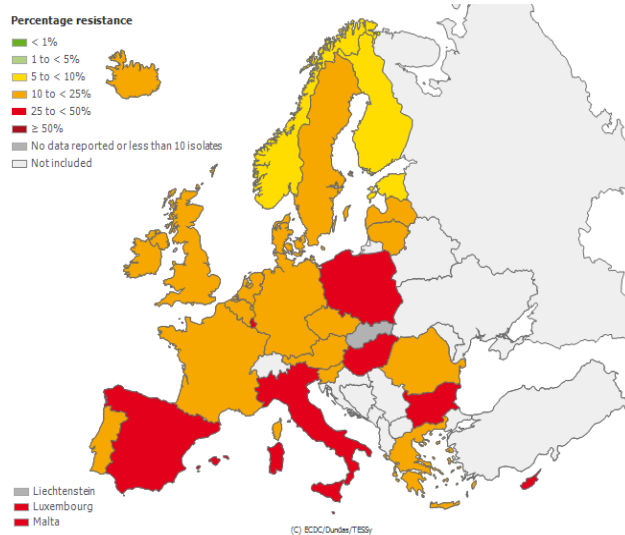 Percentage resistance
< 1%
1 to < 5%
5 to < 10%
10 to < 25%
25 to < 50%
≥ 50%
No data reported or less than 10 isolates
Not included
Liechtenstein
Luxembourg
Malta
(C) ECDC/Dundas/TESSy